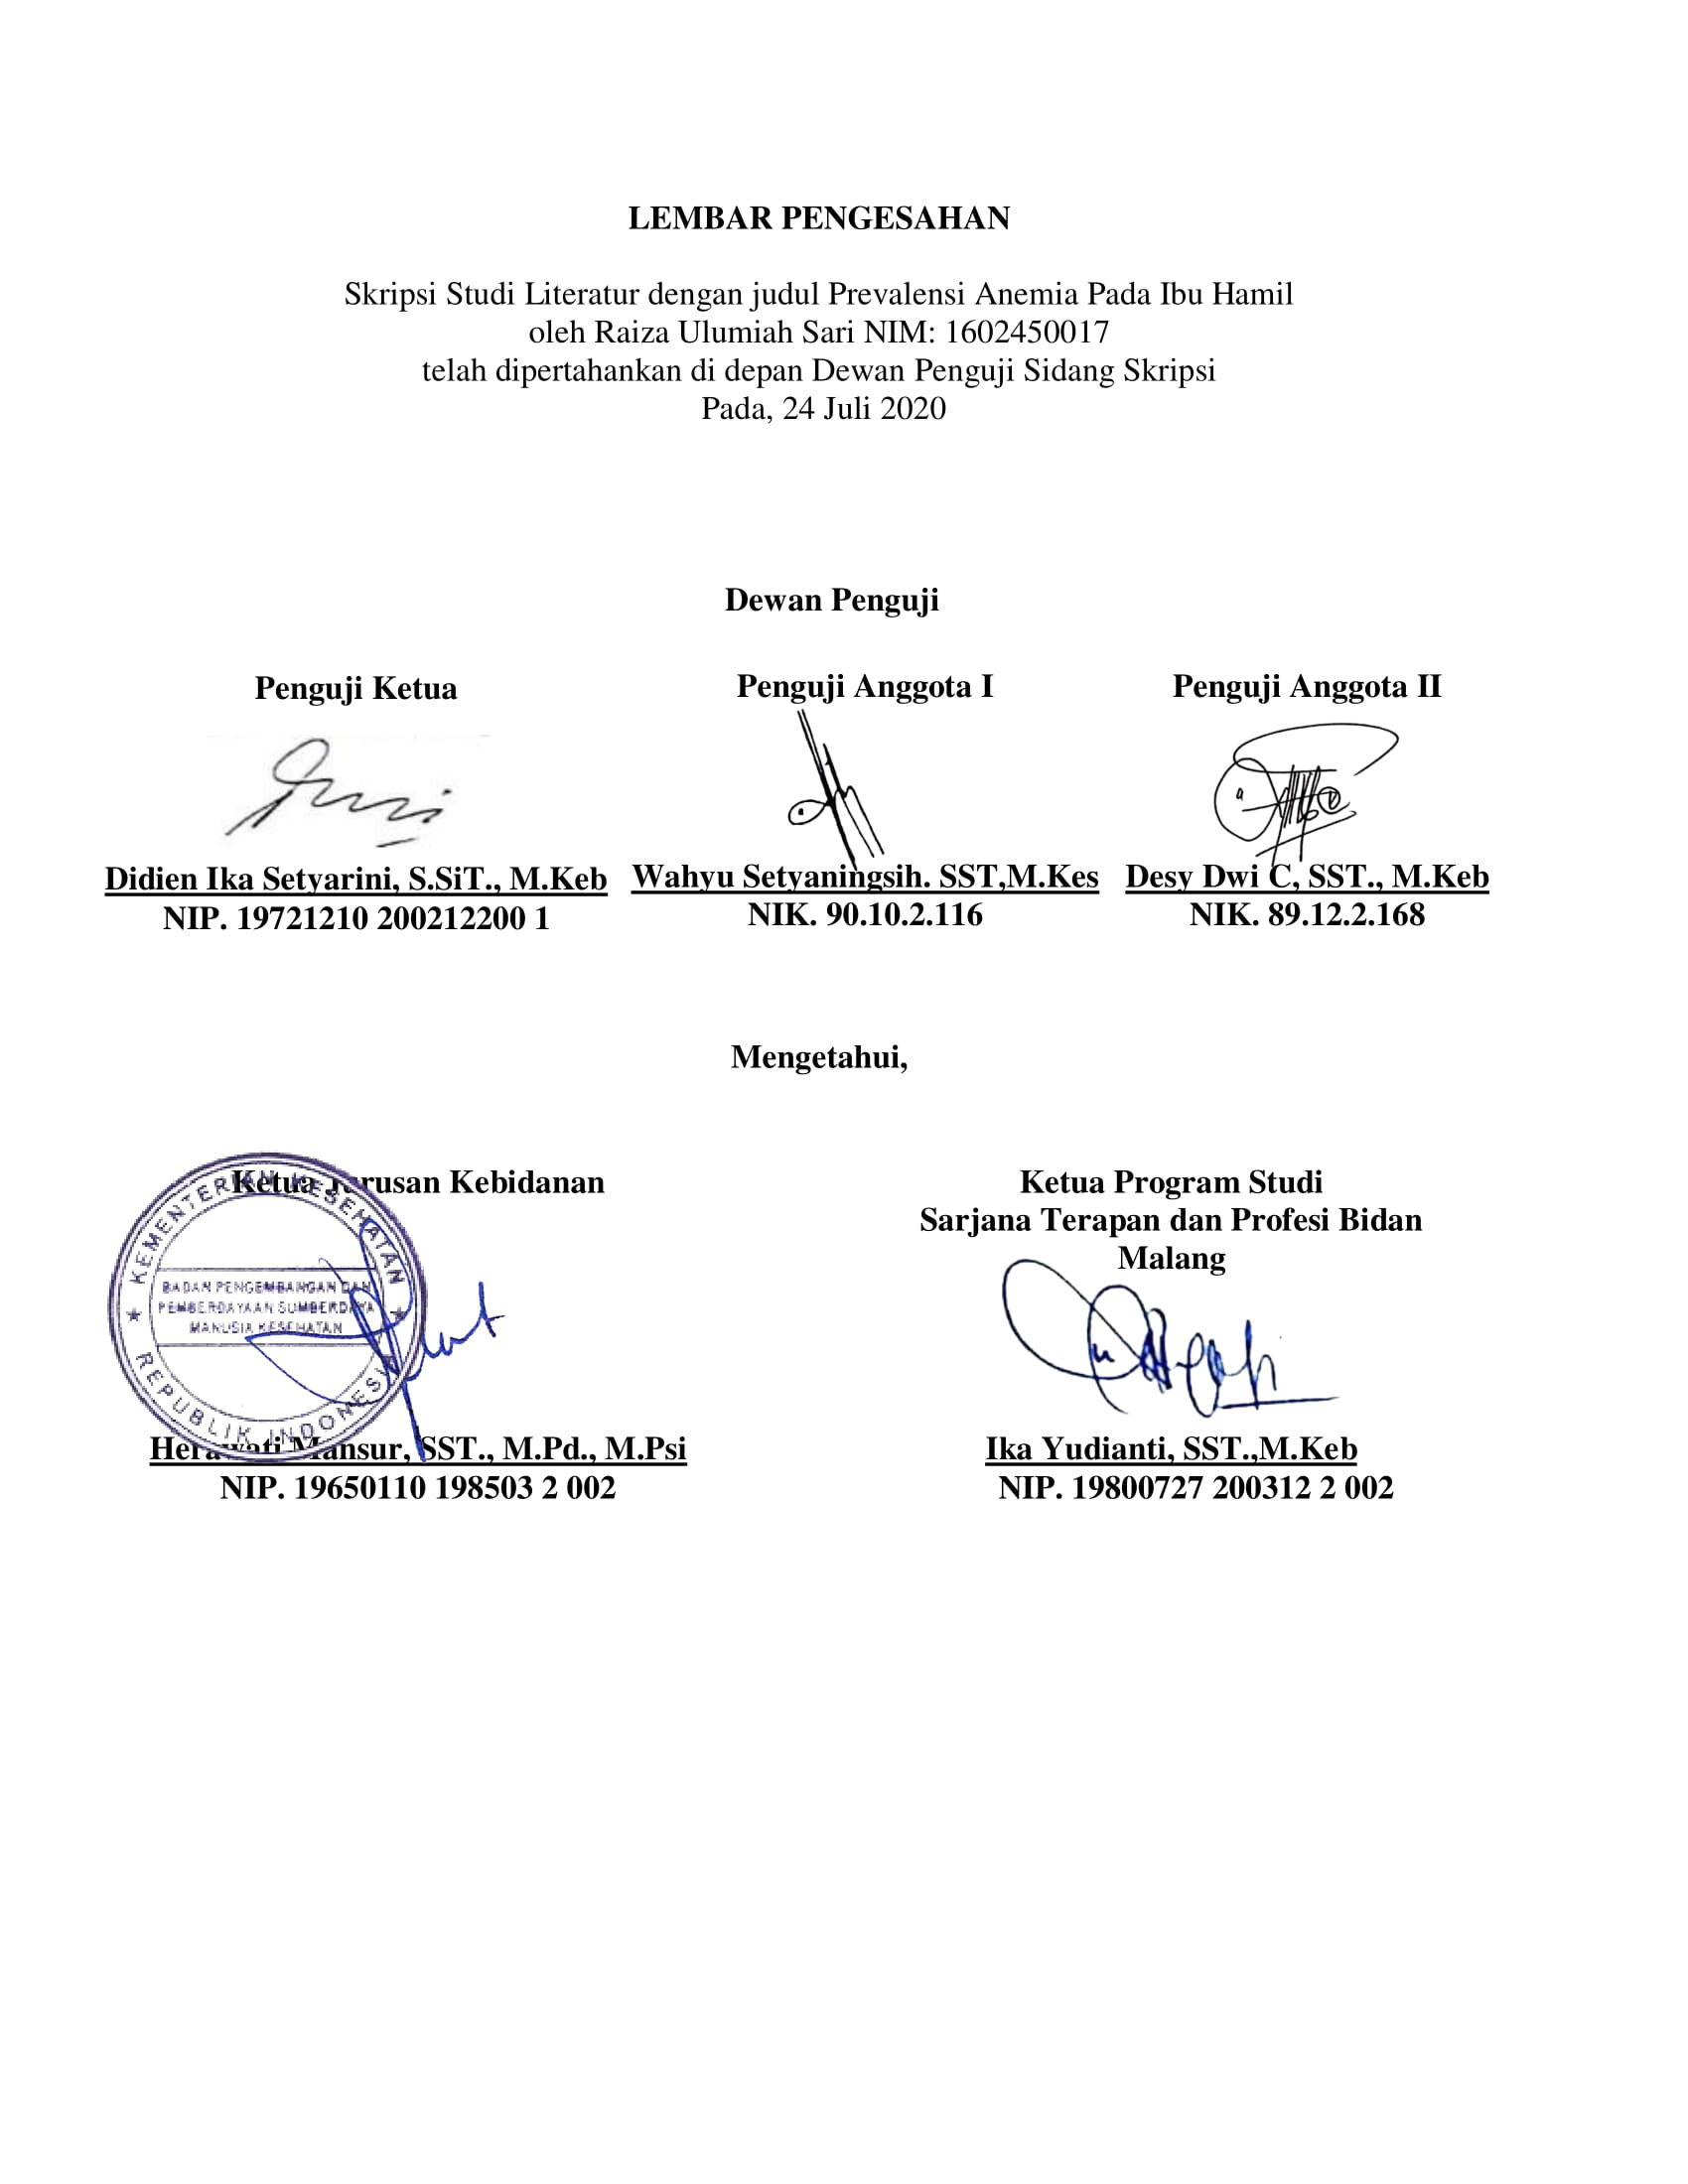 LEMBAR PENGESAHAN
Skripsi Studi Literatur dengan judul Prevalensi Anemia Pada Ibu Hamil
oleh Raiza Ulumiah Sari NIM: 1602450017
telah dipertahankan di depan Dewan Penguji Sidang Skripsi
Pada, 24 Juli 2020
Dewan Penguji
Penguji Ketua
Didien Ika Setyarini, S.SiT., M.Keb
NIP. 19721210 200212200 1
Penguji Anggota I
Wahyu Setyaningsih. SST,M.Kes
NIK. 90.10.2.116
Penguji Anggota II
Desy Dwi C, SST., M.Keb
NIK. 89.12.2.168
Mengetahui,
Ketua Jurusan Kebidanan
KEMENTERIAN KESEHATAN
BADAN PENGEMBANGAN DAN
PEMBERDAYAAN SUMBERDAYA
MANUSIA KESEHATAN
REPUBLIK INDONESIA
Herawati Mansur, SST., M.Pd., M.Psi
NIP. 19650110 198503 2 002
Ketua Program Studi
Sarjana Terapan dan Profesi Bidan
Malang
Ika Yudianti, SST.,M.Keb
NIP. 19800727 200312 2 002